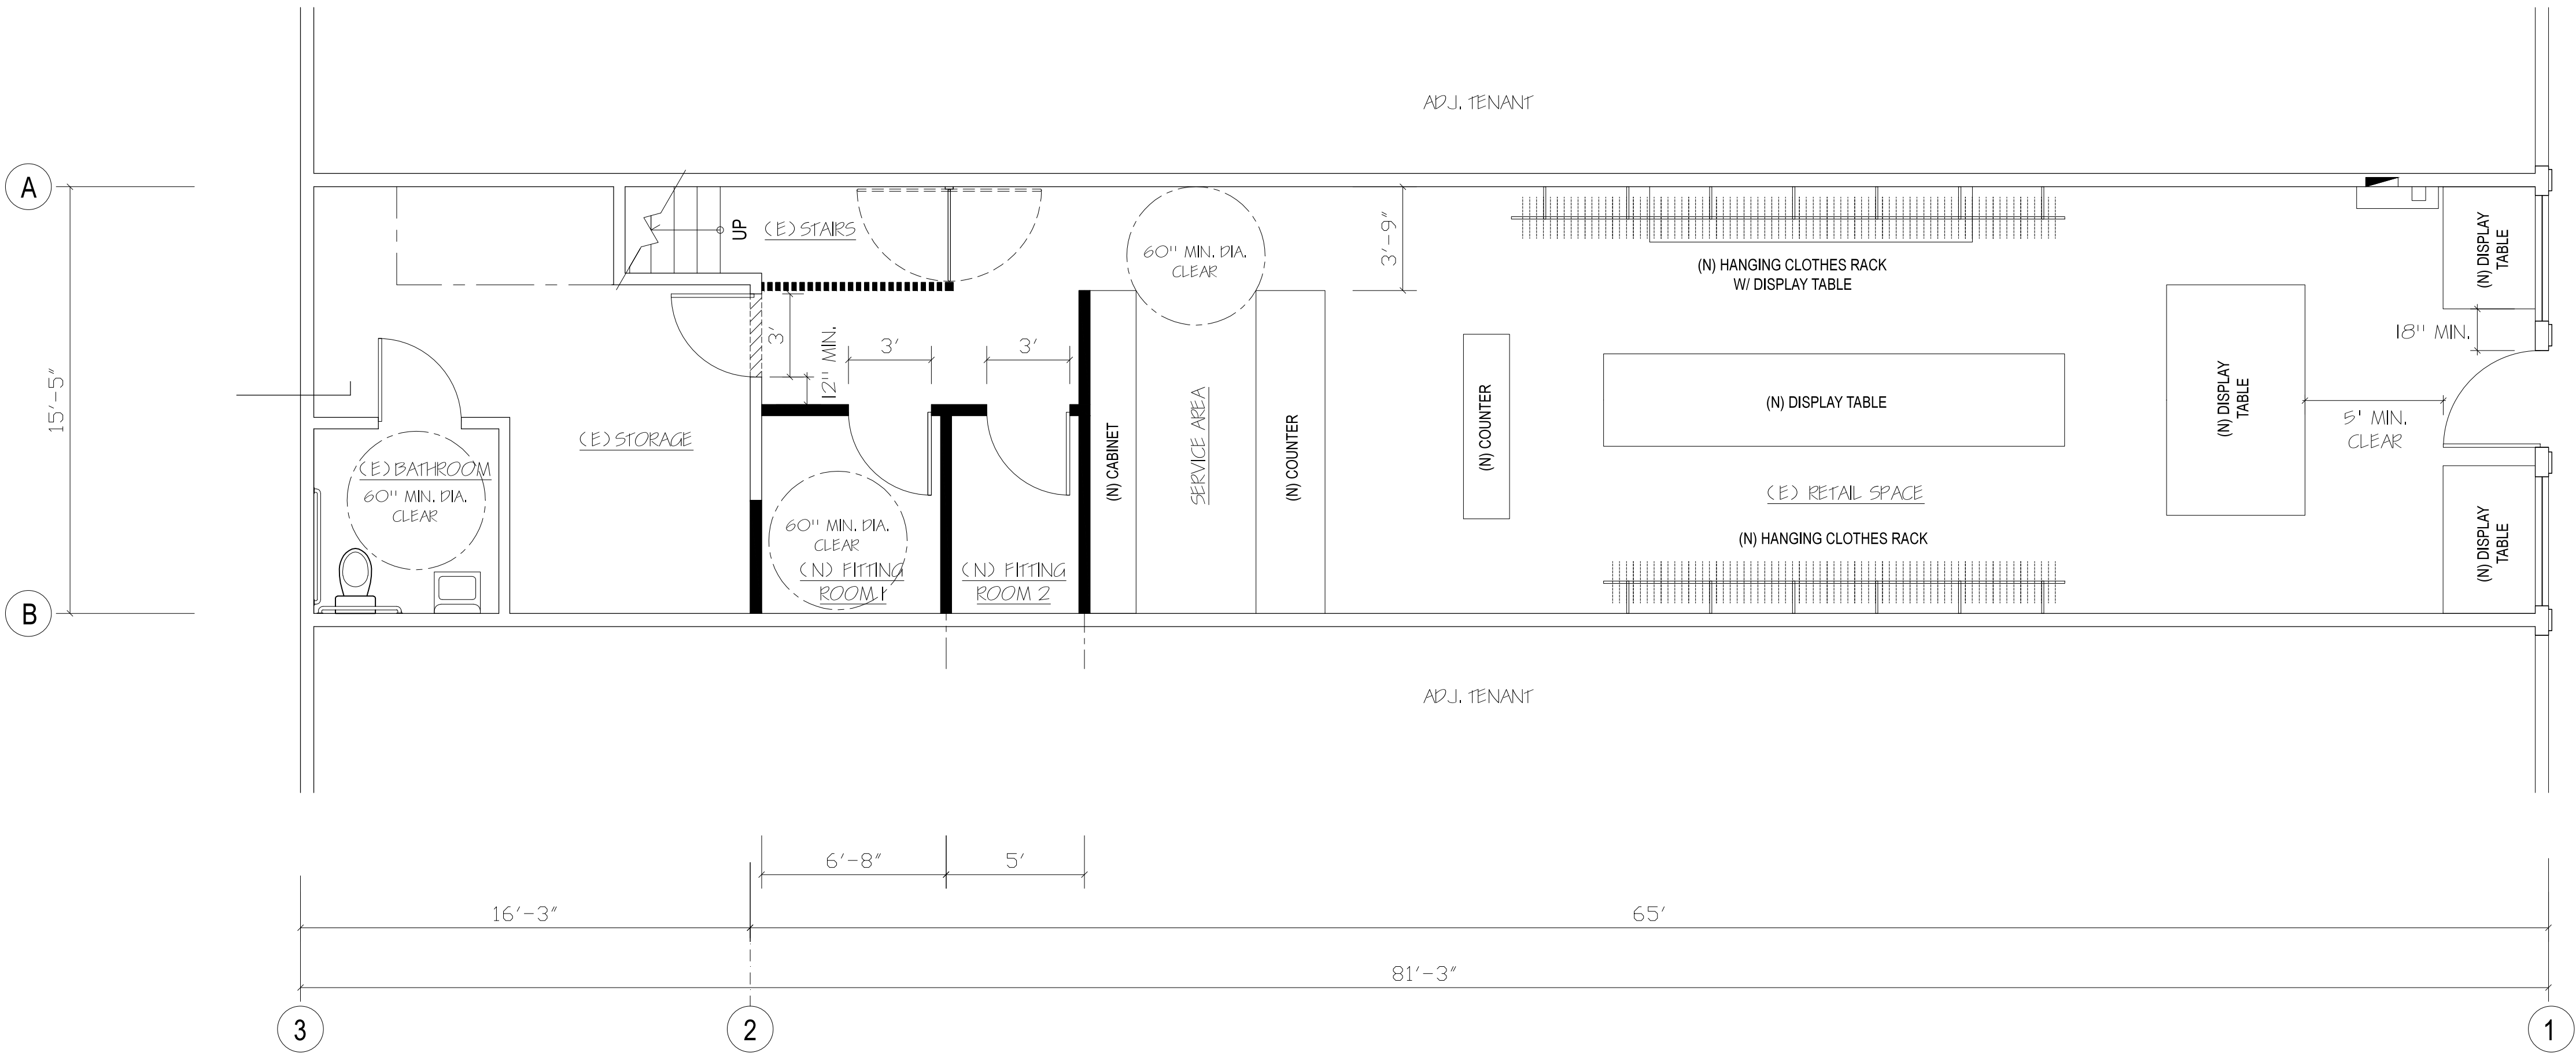 ADJ. TENANT
A
15'-5"
B
UP
(E) STAIRS
60" MIN. DIA.
CLEAR
3'-9"
(N) HANGING CLOTHES RACK
W/ DISPLAY TABLE
(N) DISPLAY
TABLE
18" MIN.
3'
12" MIN.
3'
3'
(E) STORAGE
(E) BATHROOM
60" MIN. DIA.
CLEAR
60" MIN. DIA.
CLEAR
(N) FITTING
ROOM 1
(N) FITTING
ROOM 2
(N) CABINET
SERVICE AREA
(N) COUNTER
(N) COUNTER
(N) DISPLAY TABLE
(E) RETAIL SPACE
(N) HANGING CLOTHES RACK
(N) DISPLAY
TABLE
5' MIN.
CLEAR
(N) DISPLAY
TABLE
ADJ. TENANT
6'-8"
5'
16'-3"
65'
81'-3"
3
2
1